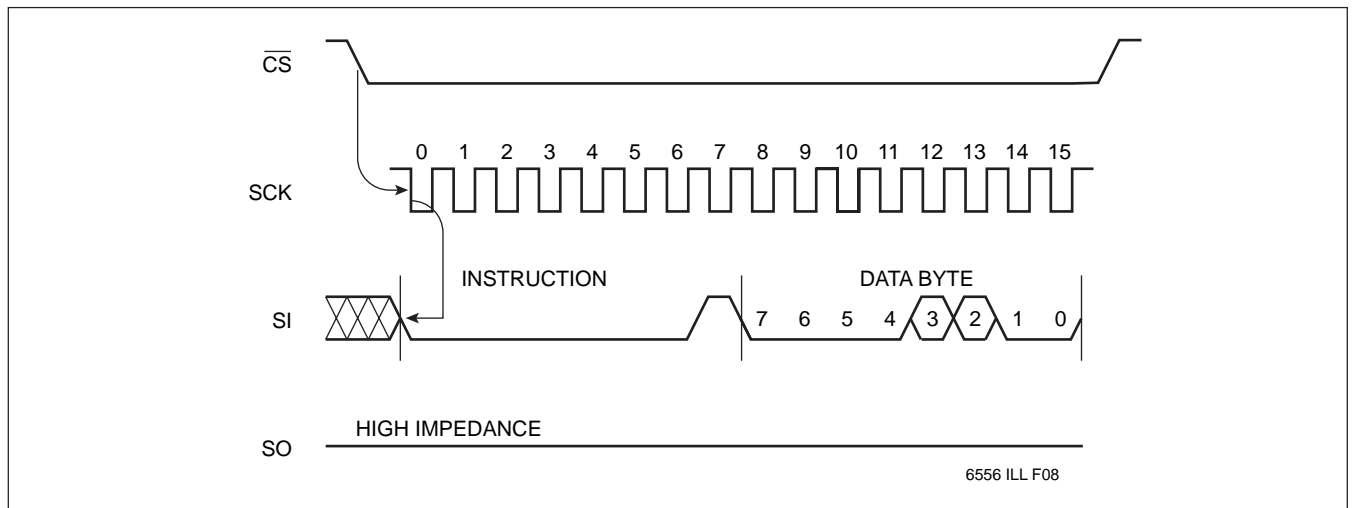 CS
0 1 2 3 4 5 6 7 8 9 10 11 12 13 14 15
SCK
INSTRUCTION DATA BYTE
SI 7 6 5 4 3 2 1 0
HIGH IMPEDANCE
SO
6556 ILL F08